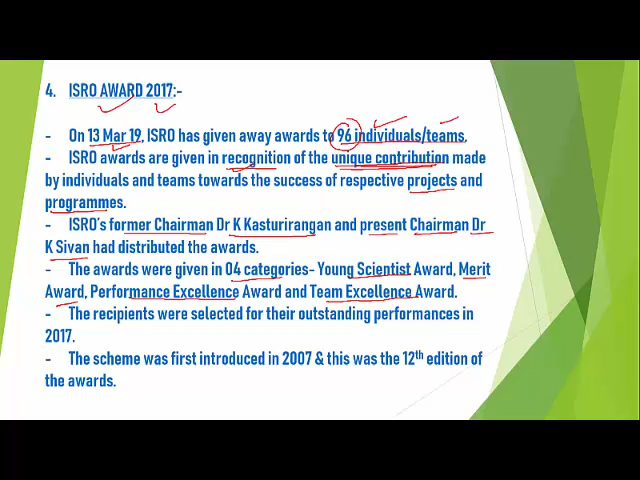 4. ISRO AWARD 2017:-
- On 13 Mar 19, ISRO has given away awards to 96 individuals/teams.
- ISRO awards are given in recognition of the unique contribution made
by individuals and teams towards the success of respective projects and
programmes.
- ISRO's former Chairman Dr K Kasturirangan and present Chairman Dr
K Sivan had distributed the awards.
- The awards were given in 04 categories- Young Scientist Award, Merit
Award, Performance Excellence Award and Team Excellence Award.
- The recipients were selected for their outstanding performances in
2017.
- The scheme was first introduced in 2007 & this was the 12th edition of
the awards.